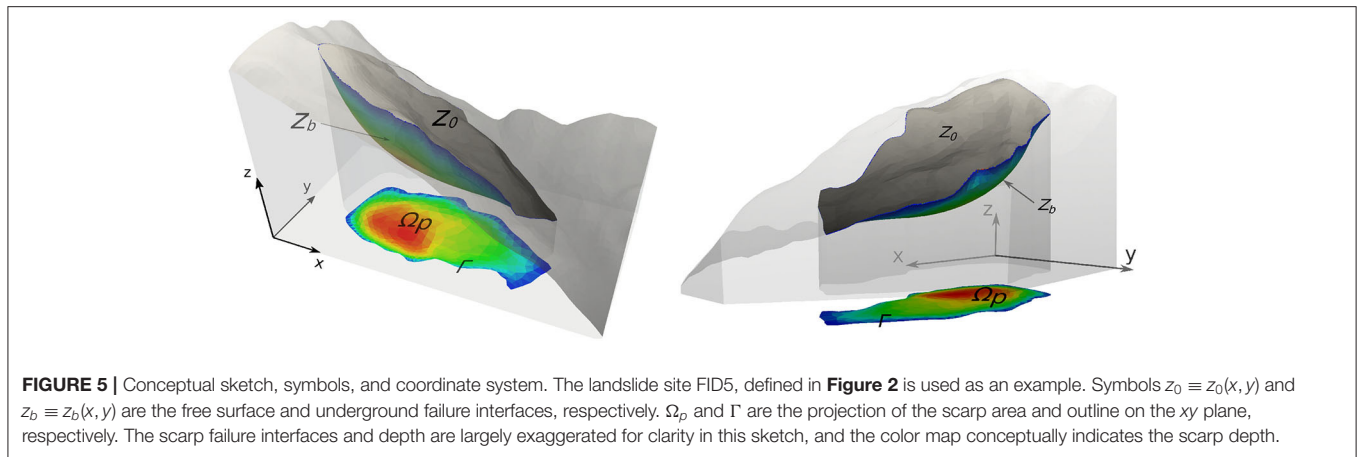 Z_b
Z_0
z
y
x
Ω_p
Γ
Z_0
Z_b
z
x
y
Ω_p
Γ
FIGURE 5 | Conceptual sketch, symbols, and coordinate system. The landslide site FID5, defined in Figure 2 is used as an example. Symbols z_0 ≡ z_0(x, y) and
z_b ≡ z_b(x, y) are the free surface and underground failure interfaces, respectively. Ω_p and Γ are the projection of the scarp area and outline on the xy plane,
respectively. The scarp failure interfaces and depth are largely exaggerated for clarity in this sketch, and the color map conceptually indicates the scarp depth.